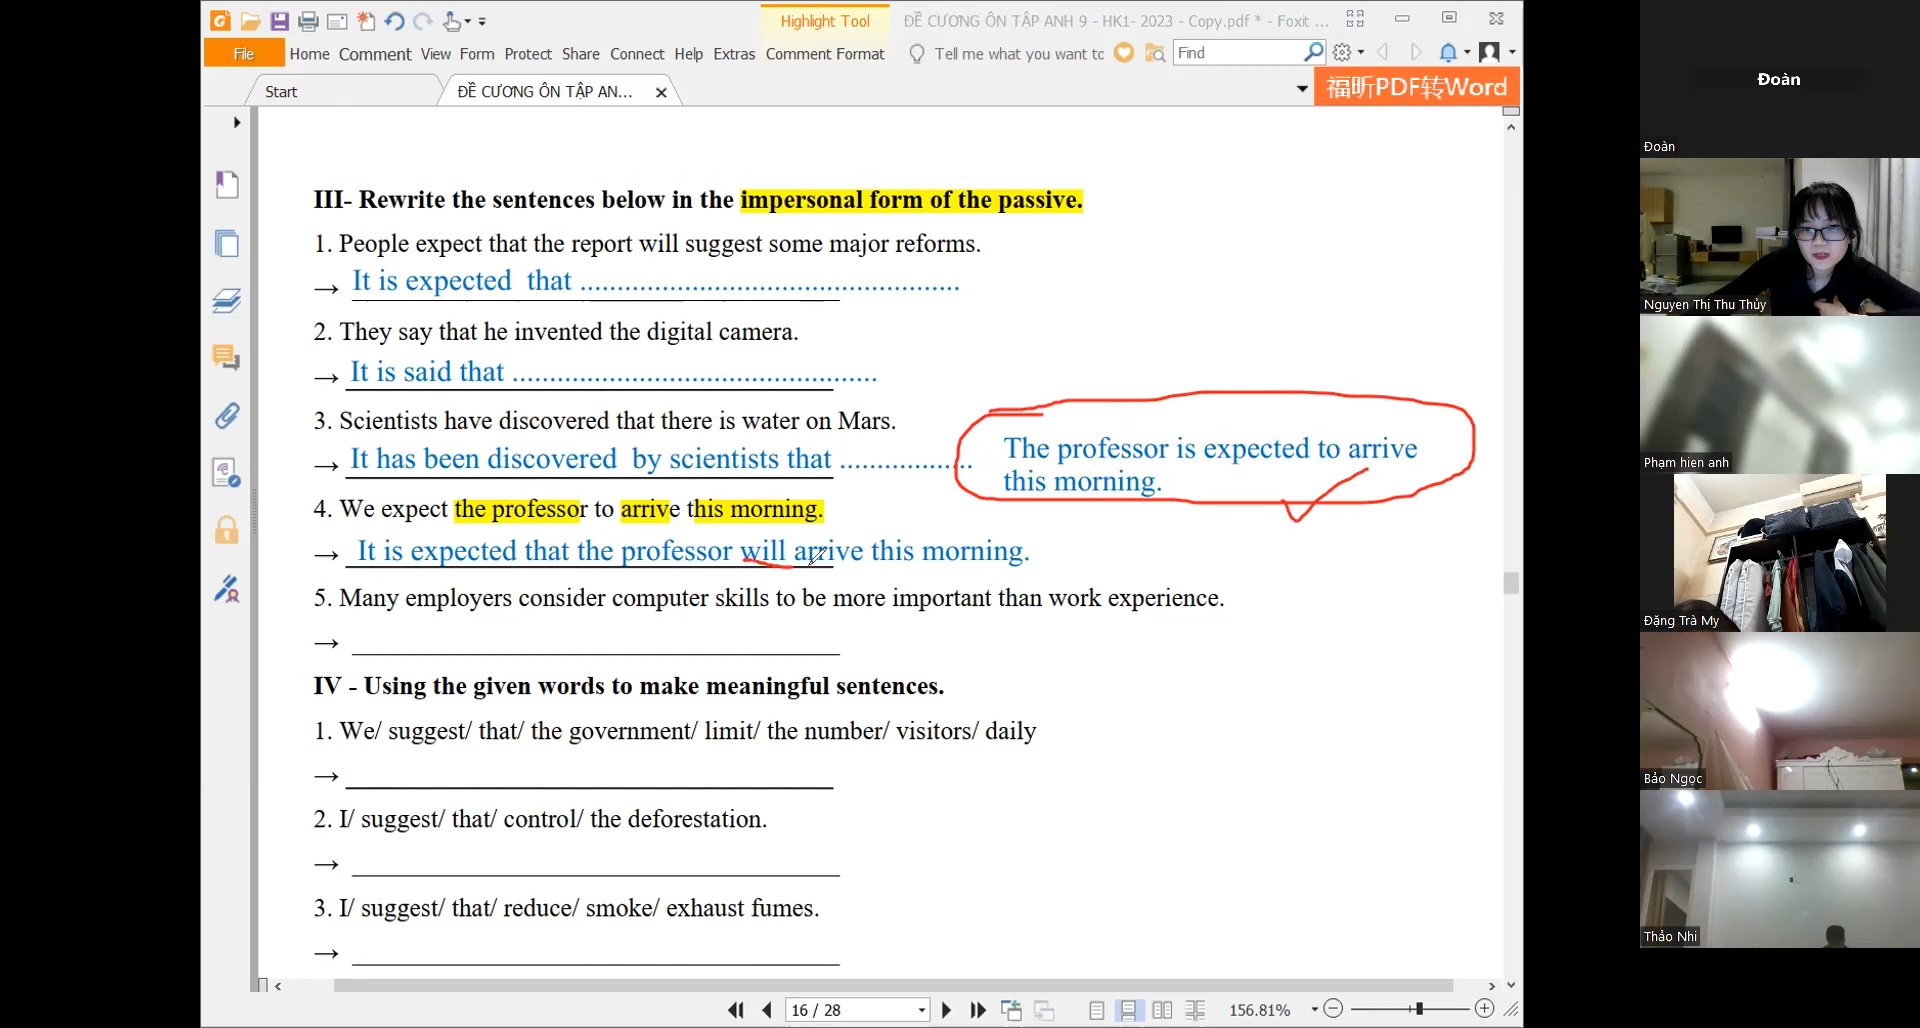 Highlight Tool
ĐỀ CƯƠNG ÔN TẬP ANH 9 - HK1- 2023 - Copy.pdf * - Foxit ...
File Home Comment View Form Protect Share Connect Help Extras Comment Format
Tell me what you want to
Find
Start
ĐỀ CƯƠNG ÔN TẬP AN...
福昕PDF转Word
III- Rewrite the sentences below in the impersonal form of the passive.
1. People expect that the report will suggest some major reforms.
→ It is expected that ...................................................
2. They say that he invented the digital camera.
→ It is said that .................................................
3. Scientists have discovered that there is water on Mars.
→ It has been discovered by scientists that ..................
The professor is expected to arrive
this morning.
4. We expect the professor to arrive this morning.
→ It is expected that the professor will arrive this morning.
5. Many employers consider computer skills to be more important than work experience.
→ ____________________
IV - Using the given words to make meaningful sentences.
1. We/ suggest/ that/ the government/ limit/ the number/ visitors/ daily
→ ____________________
2. I/ suggest/ that/ control/ the deforestation.
→ ____________________
3. I/ suggest/ that/ reduce/ smoke/ exhaust fumes.
→ ____________________
16 / 28
156.81%
Đoàn
Đoàn
Nguyen Thị Thu Thủy
Phạm hien anh
Đặng Trà My
Bảo Ngọc
Thảo Nhi